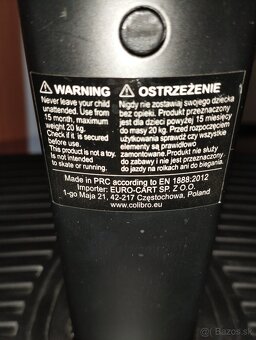 ⚠ WARNING
Never leave your child
unattended. Use from
15 month, maximum
weight 20 kg.
Check if it is secured
before use.
This product is not a toy.
Is not intended
to skate or running.
⚠ OSTRZEŻENIE
Nigdy nie zostawiaj swojego dziecka
bez opieki. Produkt przeznaczony
jest dla dzieci powyżej 15 miesięcy
do masy 20 kg. Przed rozpoczęciem
użytkowania sprawdź czy wszystkie
elementy są prawidłowo
zamontowane. Produkt nie służy
do zabawy i nie jest przeznaczony
do jazdy na rolkach ani do biegania.
Made in PRC according to EN 1888:2012
Importer: EURO-CART SP. Z O.O.
1-go Maja 21, 42-217 Czestochowa, Poland
www.colibro.eu
Bazos.sk